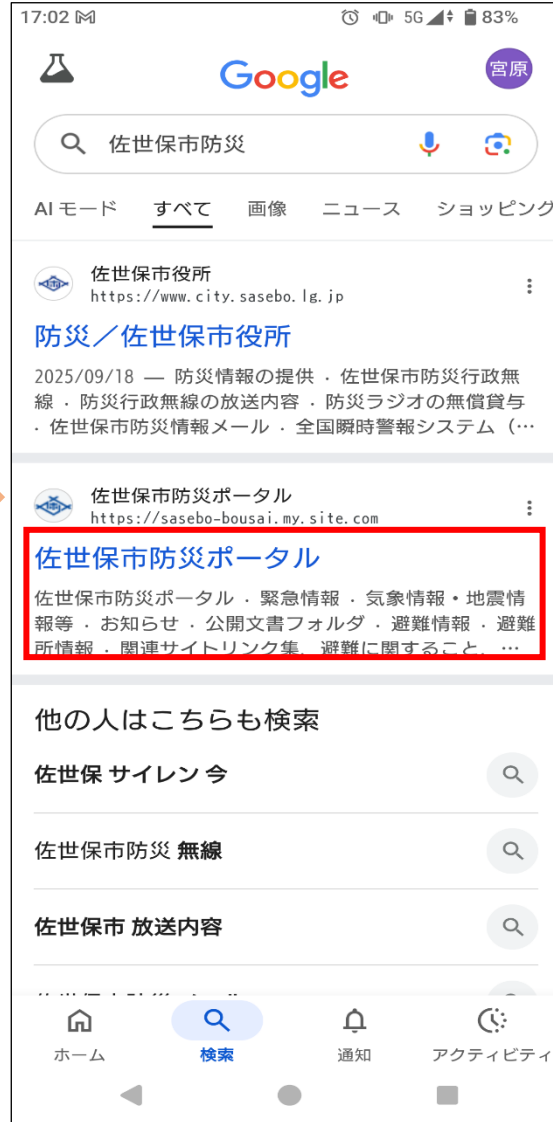 17:02 5G 83%
Google 宮原
佐世保市防災
AI モード すべて 画像 ニュース ショッピング
佐世保市役所
https://www.city.sasebo.lg.jp
防災／佐世保市役所
2025/09/18 — 防災情報の提供 · 佐世保市防災行政無
線 · 防災行政無線の放送内容 · 防災ラジオの無償貸与
· 佐世保市防災情報メール · 全国瞬時警報システム（…
佐世保市防災ポータル
https://sasebo-bousai.my.site.com
佐世保市防災ポータル
佐世保市防災ポータル · 緊急情報 · 気象情報・地震情
報等 · お知らせ · 公開文書フォルダ · 避難情報 · 避難
所情報 · 関連サイトリンク集, 避難に関すること, …
他の人はこちらも検索
佐世保 サイレン 今
佐世保市防災 無線
佐世保市 放送内容
ホーム 検索 通知 アクティビティ